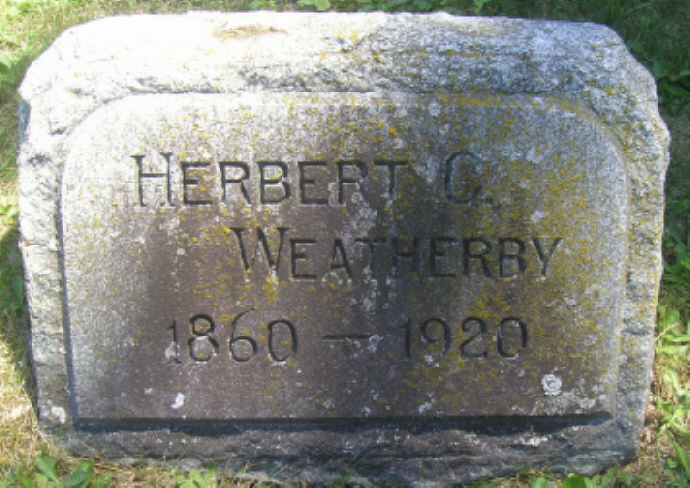 HERBERT G.
WEATHERBY
1860 — 1920